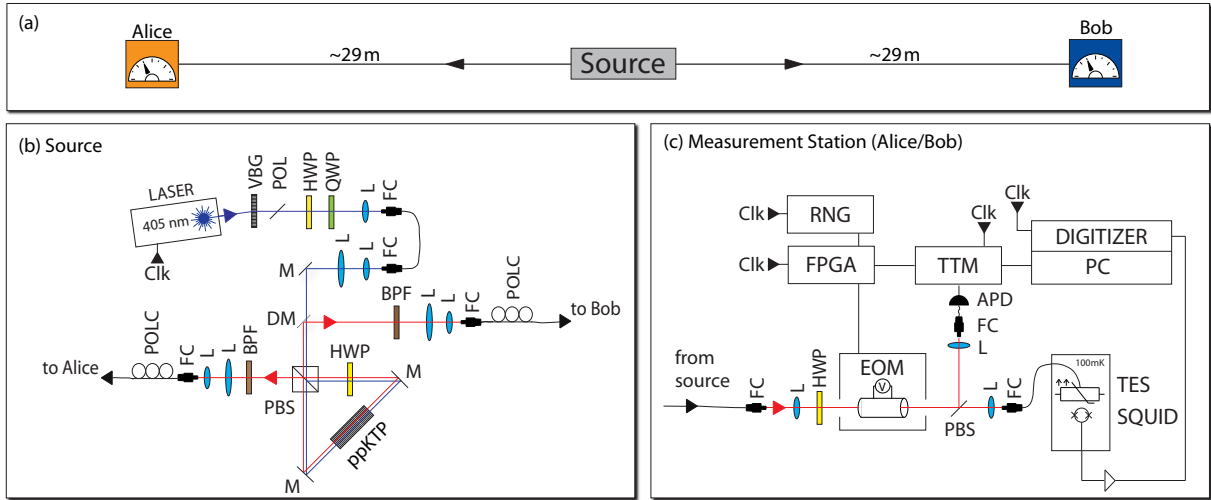 (a)
Alice
~29 m
Source
~29 m
Bob
(b) Source
LASER
405 nm
Clk
VBG
POL
HWP
QWP
L
FC
M
L
L
FC
DM
BPF
L
L
FC
POLC
to Bob
to Alice
POLC
FC
L
L
BPF
PBS
HWP
M
ppKTP
M
(c) Measurement Station (Alice/Bob)
Clk
RNG
Clk
FPGA
Clk
TTM
Clk
DIGITIZER
PC
APD
FC
L
from
source
FC
L
HWP
EOM
V
PBS
L
FC
100mK
TES
SQUID